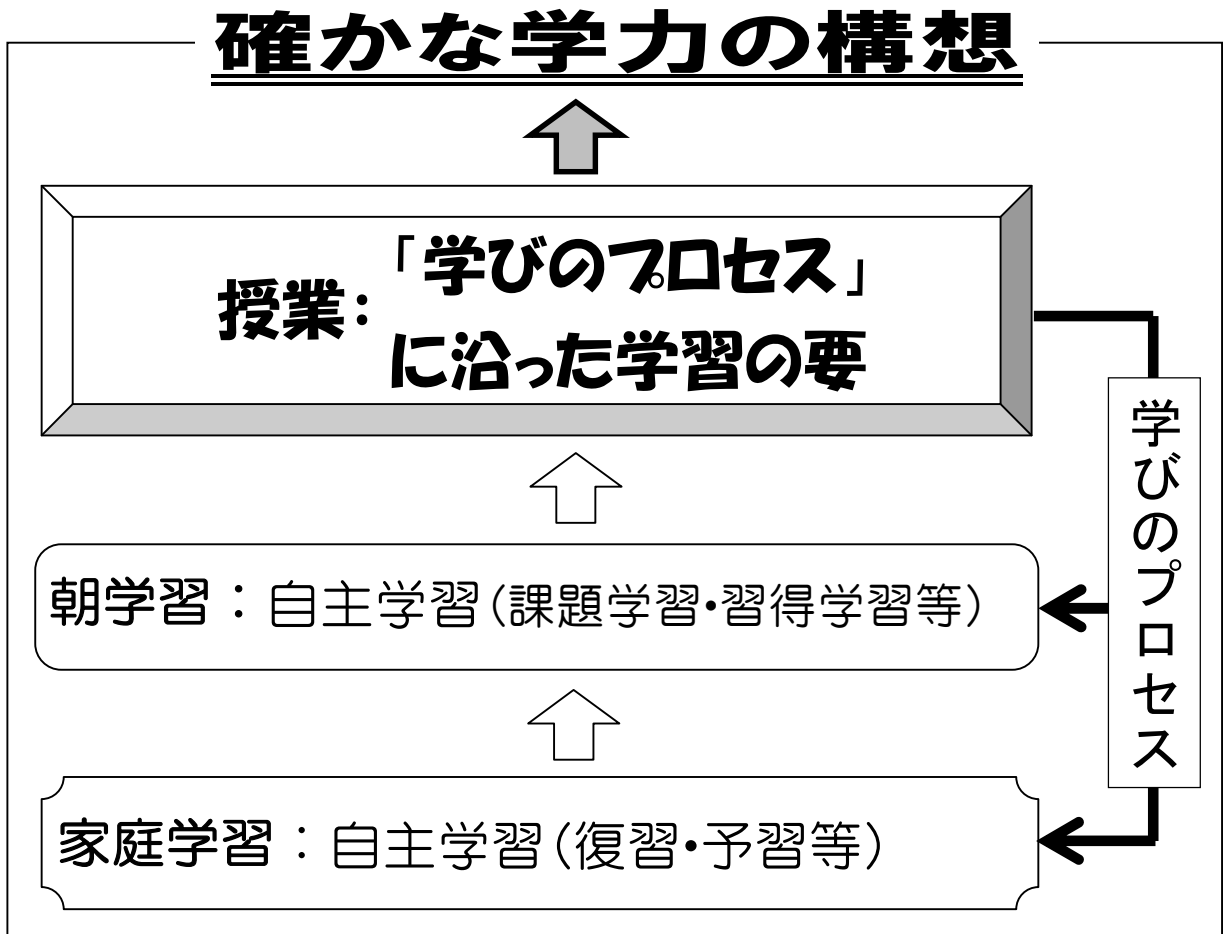 確かな学力の構想
授業：「学びのプロセス」
に沿った学習の要
朝学習：自主学習（課題学習・習得学習等）
家庭学習：自主学習（復習・予習等）
学びのプロセス